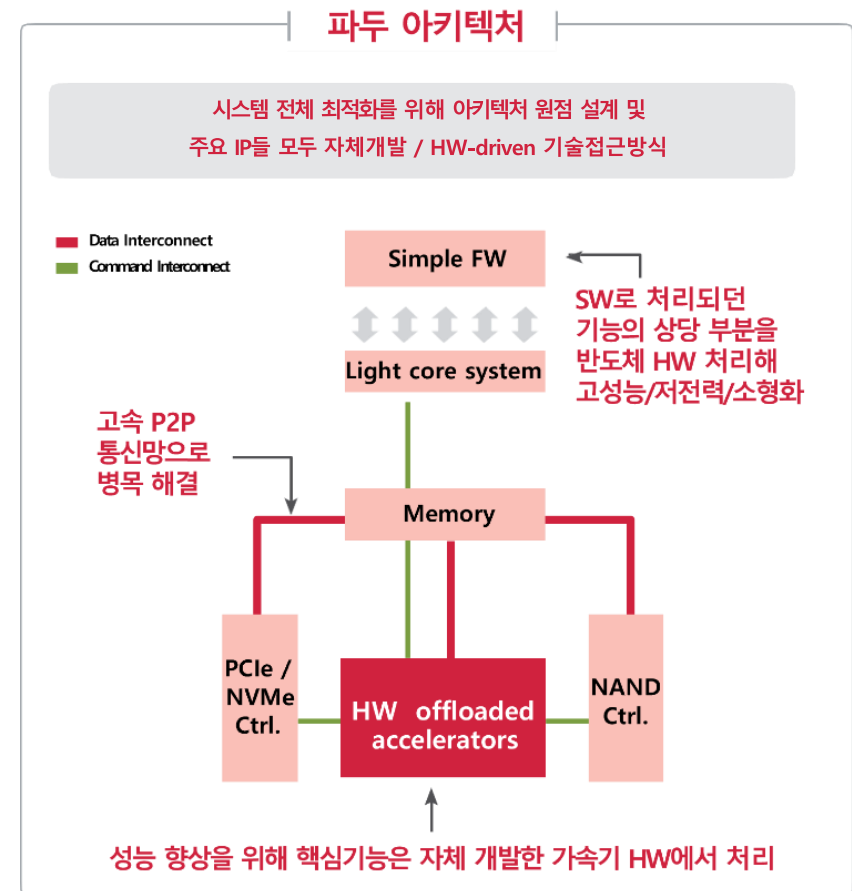 파두 아키텍처
시스템 전체 최적화를 위해 아키텍처 원점 설계 및
주요 IP들 모두 자체개발 / HW-driven 기술접근방식
Data Interconnect
Command Interconnect
Simple FW
SW로 처리되던
기능의 상당 부분을
반도체 HW 처리해
고성능/저전력/소형화
Light core system
고속 P2P
통신망으로
병목 해결
Memory
PCIe /
NVMe
Ctrl.
HW offloaded
accelerators
NAND
Ctrl.
성능 향상을 위해 핵심기능은 자체 개발한 가속기 HW에서 처리